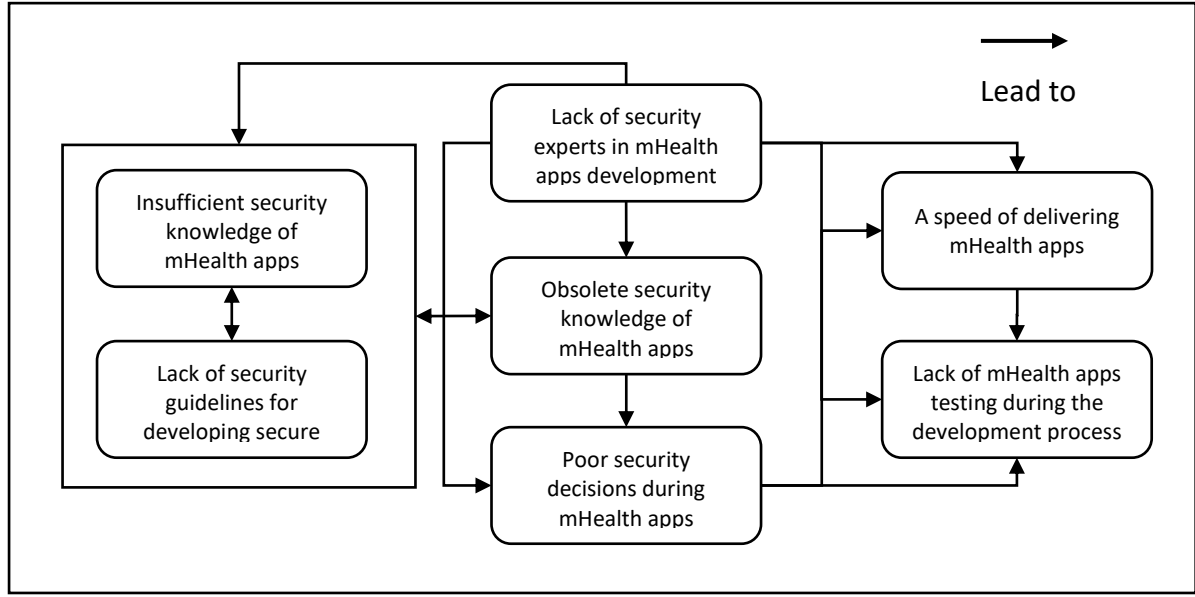 Lead to
Lack of security
experts in mHealth
apps development
Insufficient security
knowledge of
mHealth apps
A speed of delivering
mHealth apps
Obsolete security
knowledge of
mHealth apps
Lack of security
guidelines for
developing secure
Lack of mHealth apps
testing during the
development process
Poor security
decisions during
mHealth apps